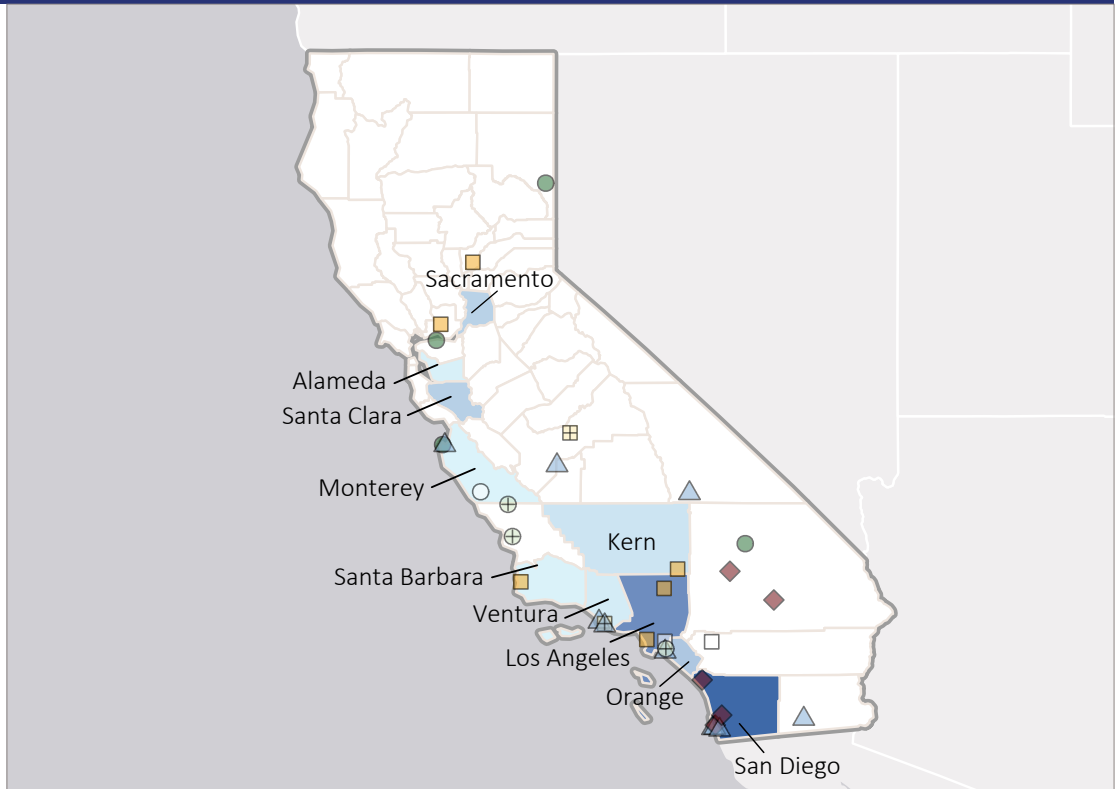 Sacramento
Alameda
Santa Clara
Monterey
Kern
Santa Barbara
Ventura
Los Angeles
Orange
San Diego